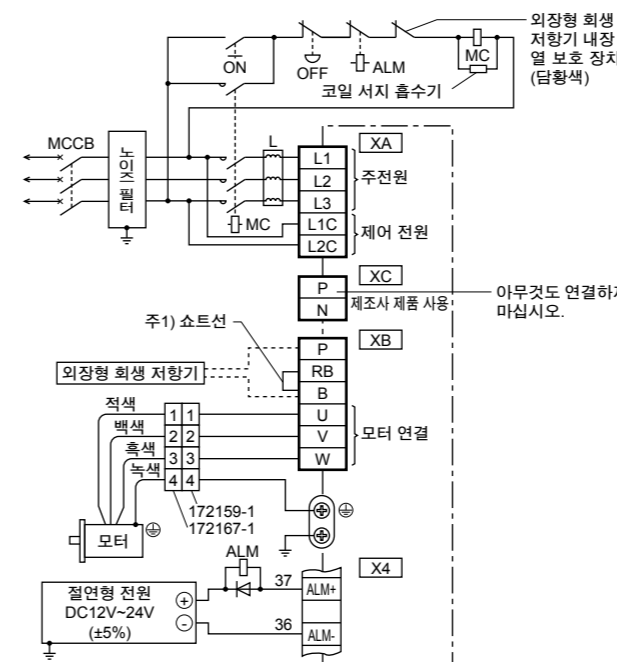 외장형 회생
저항기 내장
열 보호 장치
(담황색)
ON
OFF
ALM
MC
코일 서지 흡수기
MCCB
노이즈 필터
L
MC
XA
L1
L2
L3
L1C
L2C
주전원
제어 전원
XC
P
N
제조사 제품 사용
아무것도 연결하지
마십시오.
주1) 쇼트선
XB
외장형 회생 저항기
P
RB
B
U
V
W
모터 연결
적색
백색
흑색
녹색
1 1
2 2
3 3
4 4
172159-1
172167-1
모터
ALM
X4
절연형 전원
DC12V~24V
(±5%)
+
-
37
ALM+
36
ALM-